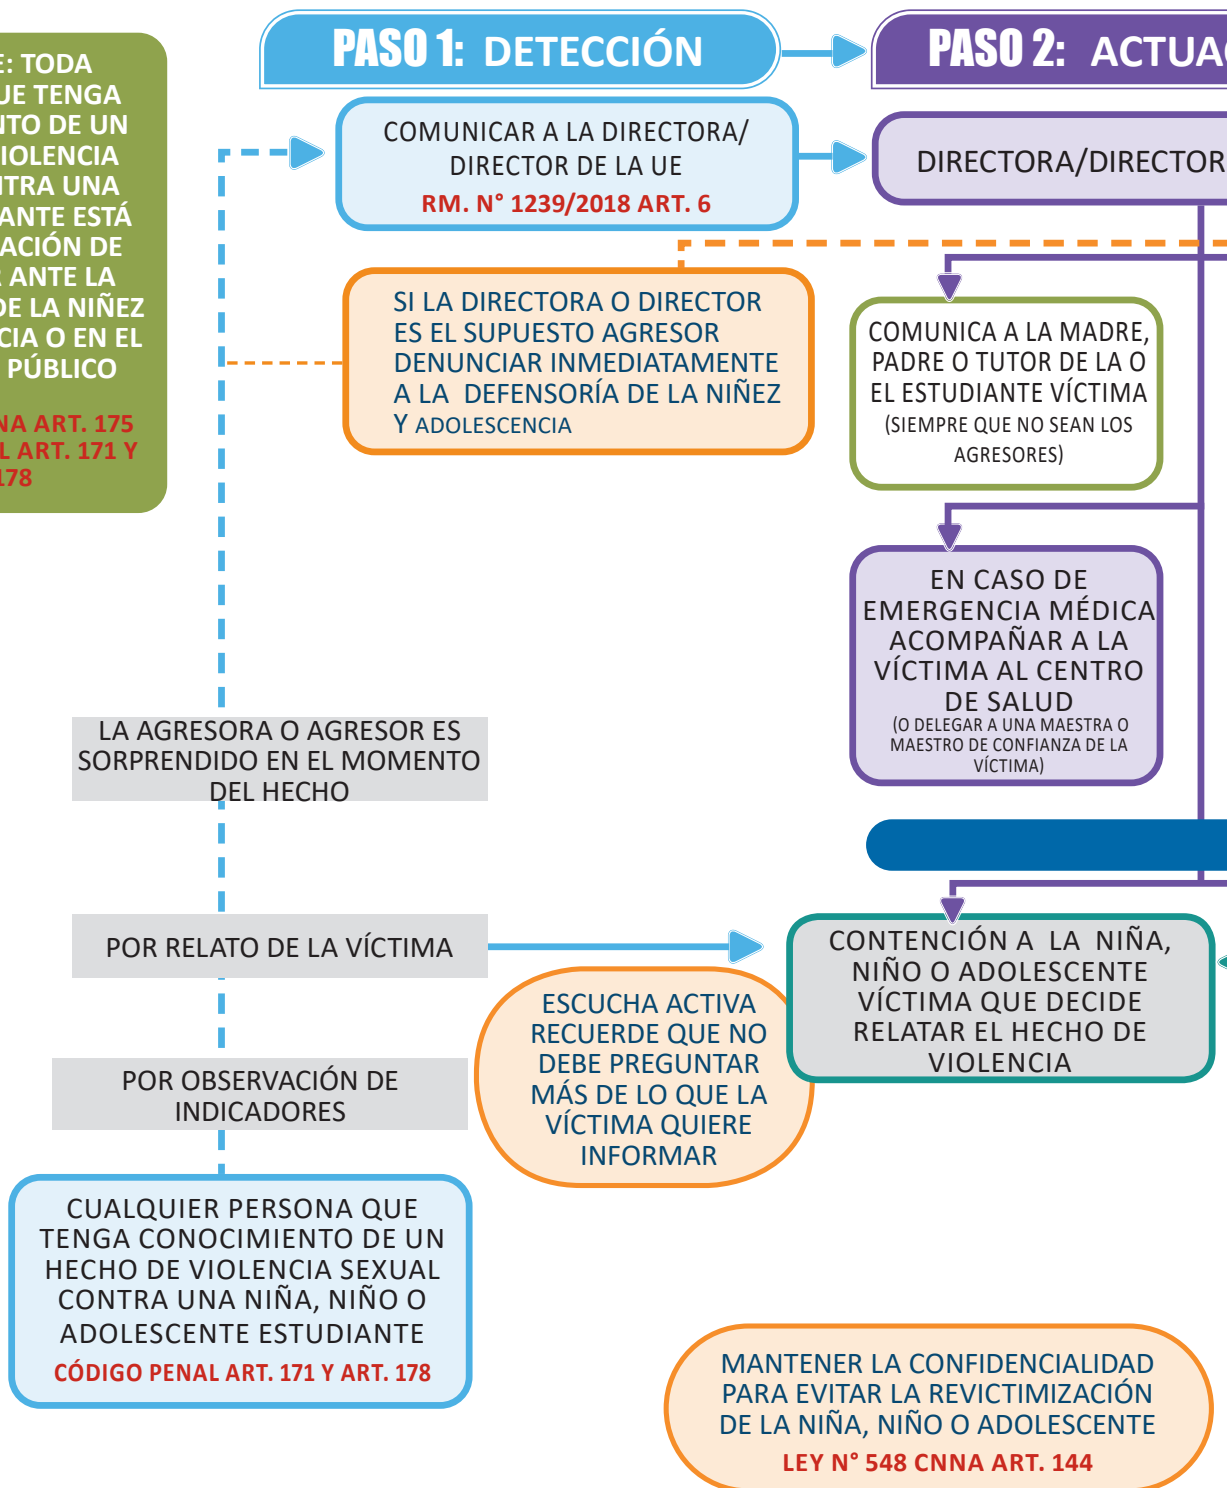 PASO 1: DETECCIÓN
PASO 2:
E: TODA
UE TENGA
NTO DE UN
IOLENCIA
NTRA UNA
ANTE ESTÁ
ACIÓN DE
R ANTE LA
DE LA NIÑEZ
CIA O EN EL
PÚBLICO
NA ART. 175
L ART. 171 Y
178
COMUNICAR A LA DIRECTORA/
DIRECTOR DE LA UE
RM. N° 1239/2018 ART. 6
DIRECTORA/DIRECTOR
SI LA DIRECTORA O DIRECTOR
ES EL SUPUESTO AGRESOR
DENUNCIAR INMEDIATAMENTE
A LA DEFENSORÍA DE LA NIÑEZ
Y ADOLESCENCIA
COMUNICA A LA MADRE,
PADRE O TUTOR DE LA O
EL ESTUDIANTE VÍCTIMA
(SIEMPRE QUE NO SEAN LOS
AGRESORES)
EN CASO DE
EMERGENCIA MÉDICA
ACOMPAÑAR A LA
VÍCTIMA AL CENTRO
DE SALUD
(O DELEGAR A UNA MAESTRA O
MAESTRO DE CONFIANZA DE LA
VÍCTIMA)
LA AGRESORA O AGRESOR ES
SORPRENDIDO EN EL MOMENTO
DEL HECHO
POR RELATO DE LA VÍCTIMA
CONTENCIÓN A LA NIÑA,
NIÑO O ADOLESCENTE
VÍCTIMA QUE DECIDE
RELATAR EL HECHO DE
VIOLENCIA
ESCUCHA ACTIVA
RECUERDE QUE NO
DEBE PREGUNTAR
MÁS DE LO QUE LA
VÍCTIMA QUIERE
INFORMAR
POR OBSERVACIÓN DE
INDICADORES
CUALQUIER PERSONA QUE
TENGA CONOCIMIENTO DE UN
HECHO DE VIOLENCIA SEXUAL
CONTRA UNA NIÑA, NIÑO O
ADOLESCENTE ESTUDIANTE
CÓDIGO PENAL ART. 171 Y ART. 178
MANTENER LA CONFIDENCIALIDAD
PARA EVITAR LA REVICTIMIZACIÓN
DE LA NIÑA, NIÑO O ADOLESCENTE
LEY N° 548 CNNA ART. 144